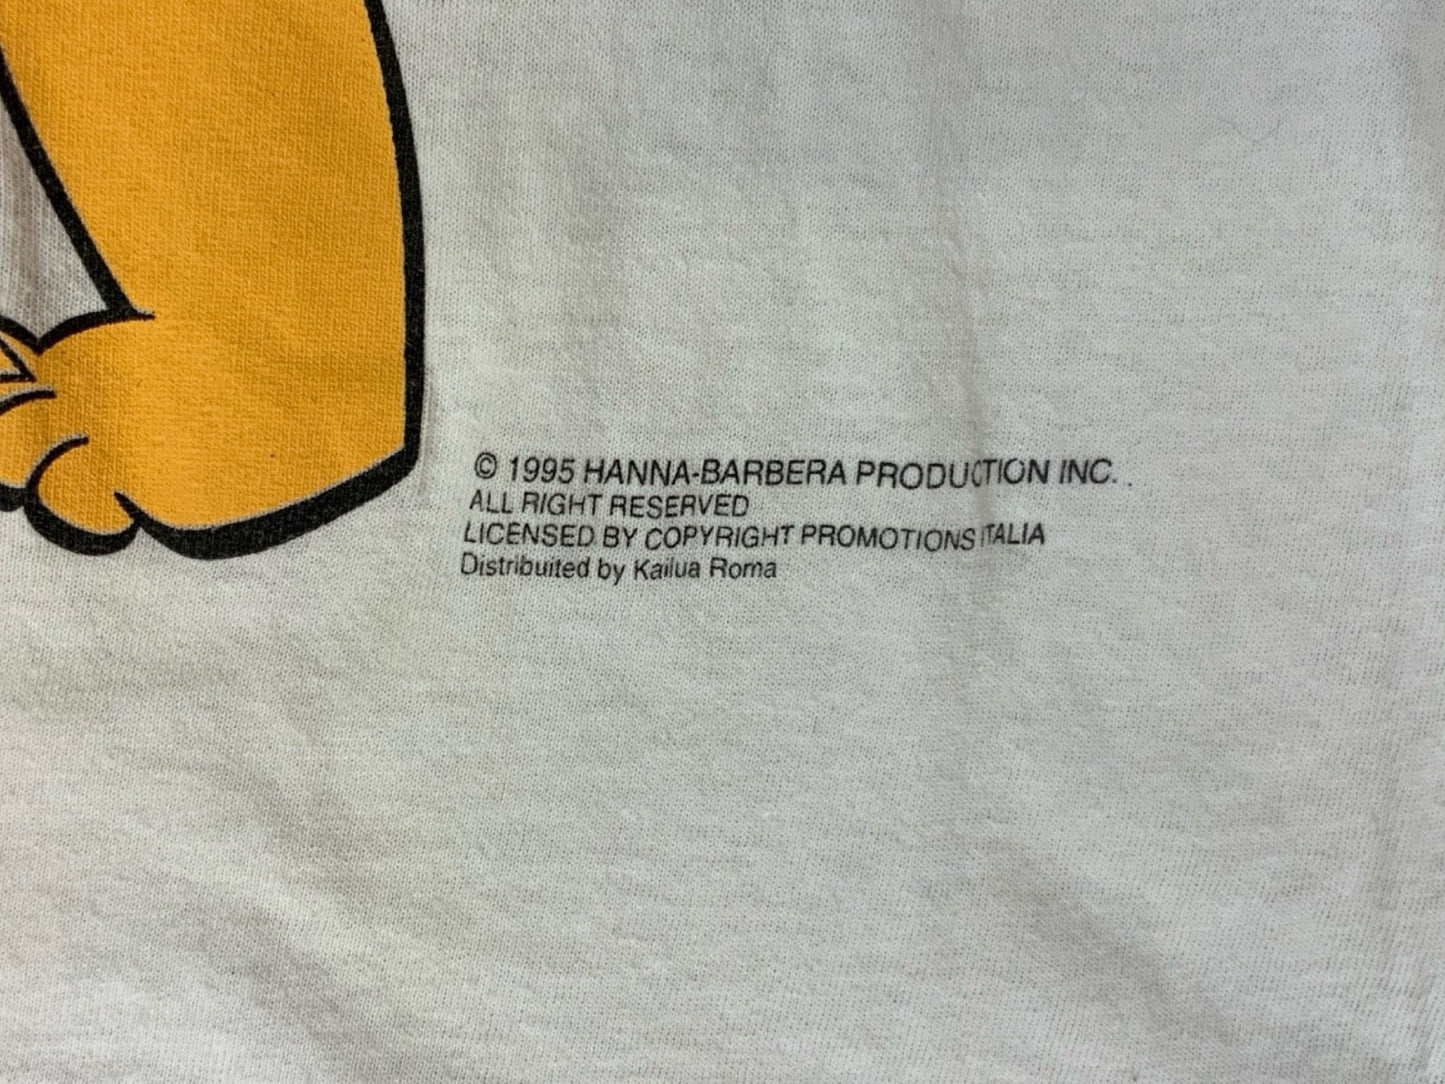 © 1995 HANNA-BARBERA PRODUCTION INC.
ALL RIGHT RESERVED
LICENSED BY COPYRIGHT PROMOTIONS ITALIA
Distribuited by Kailua Roma